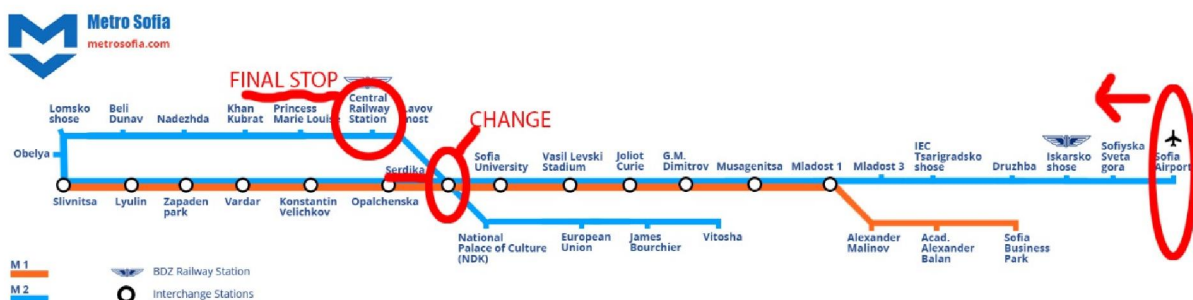 Metro Sofia
metrosofia.com
FINAL STOP
CHANGE
Lomsko
shose
Beli
Dunav
Nadezhda
Khan
Kubrat
Princess
Marie Louise
Central
Railway
Station
Lavov
most
Obelya
Serdika
Sofia
University
Vasil Levski
Stadium
Joliot
Curie
G.M.
Dimitrov
Musagenitsa
Mladost 1
Mladost 3
IEC
Tsarigradsko
shose
Druzhba
Iskarsko
shose
Sofiyska
Sveta
gora
Sofia
Airport
Slivnitsa
Lyulin
Zapaden
park
Vardar
Konstantin
Velichkov
Opalchenska
National
Palace of Culture
(NDK)
European
Union
James
Bourchier
Vitosha
Alexander
Malinov
Acad.
Alexander
Balan
Sofia
Business
Park
M 1
BDZ Railway Station
M 2
Interchange Stations